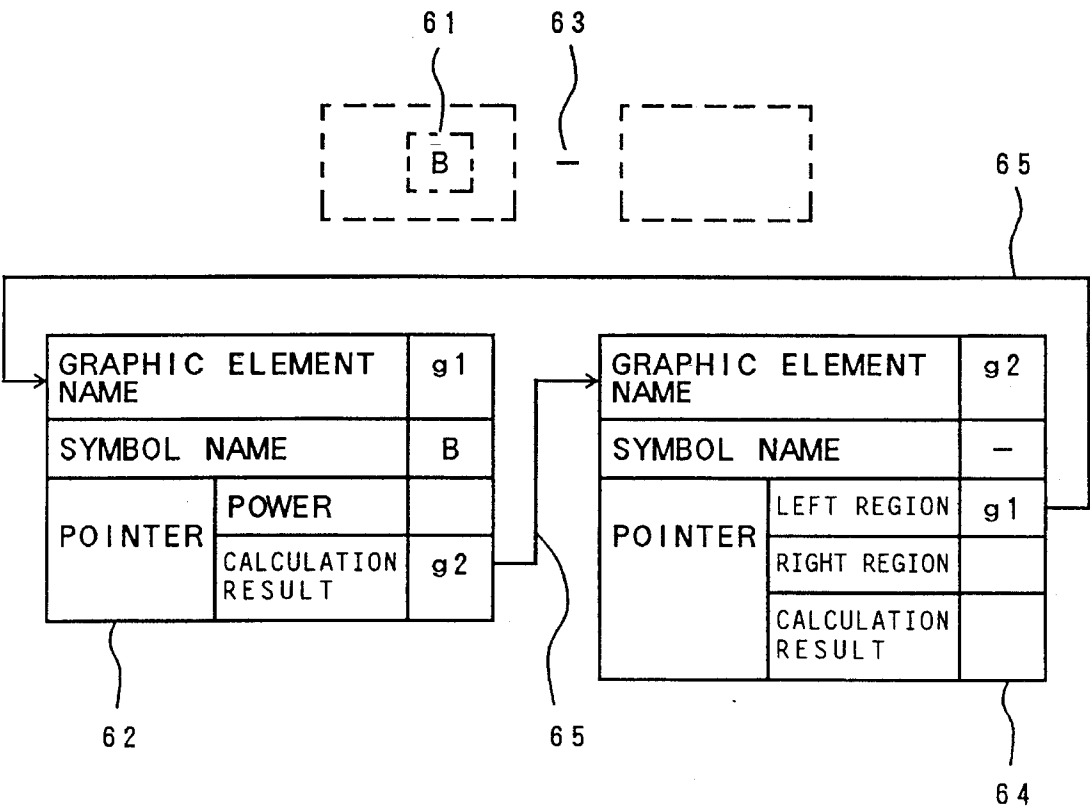 61 63
B −
65
GRAPHIC ELEMENT NAME g1
SYMBOL NAME B
POINTER
POWER
CALCULATION RESULT g2
GRAPHIC ELEMENT NAME g2
SYMBOL NAME −
POINTER
LEFT REGION g1
RIGHT REGION
CALCULATION RESULT
62 65
64